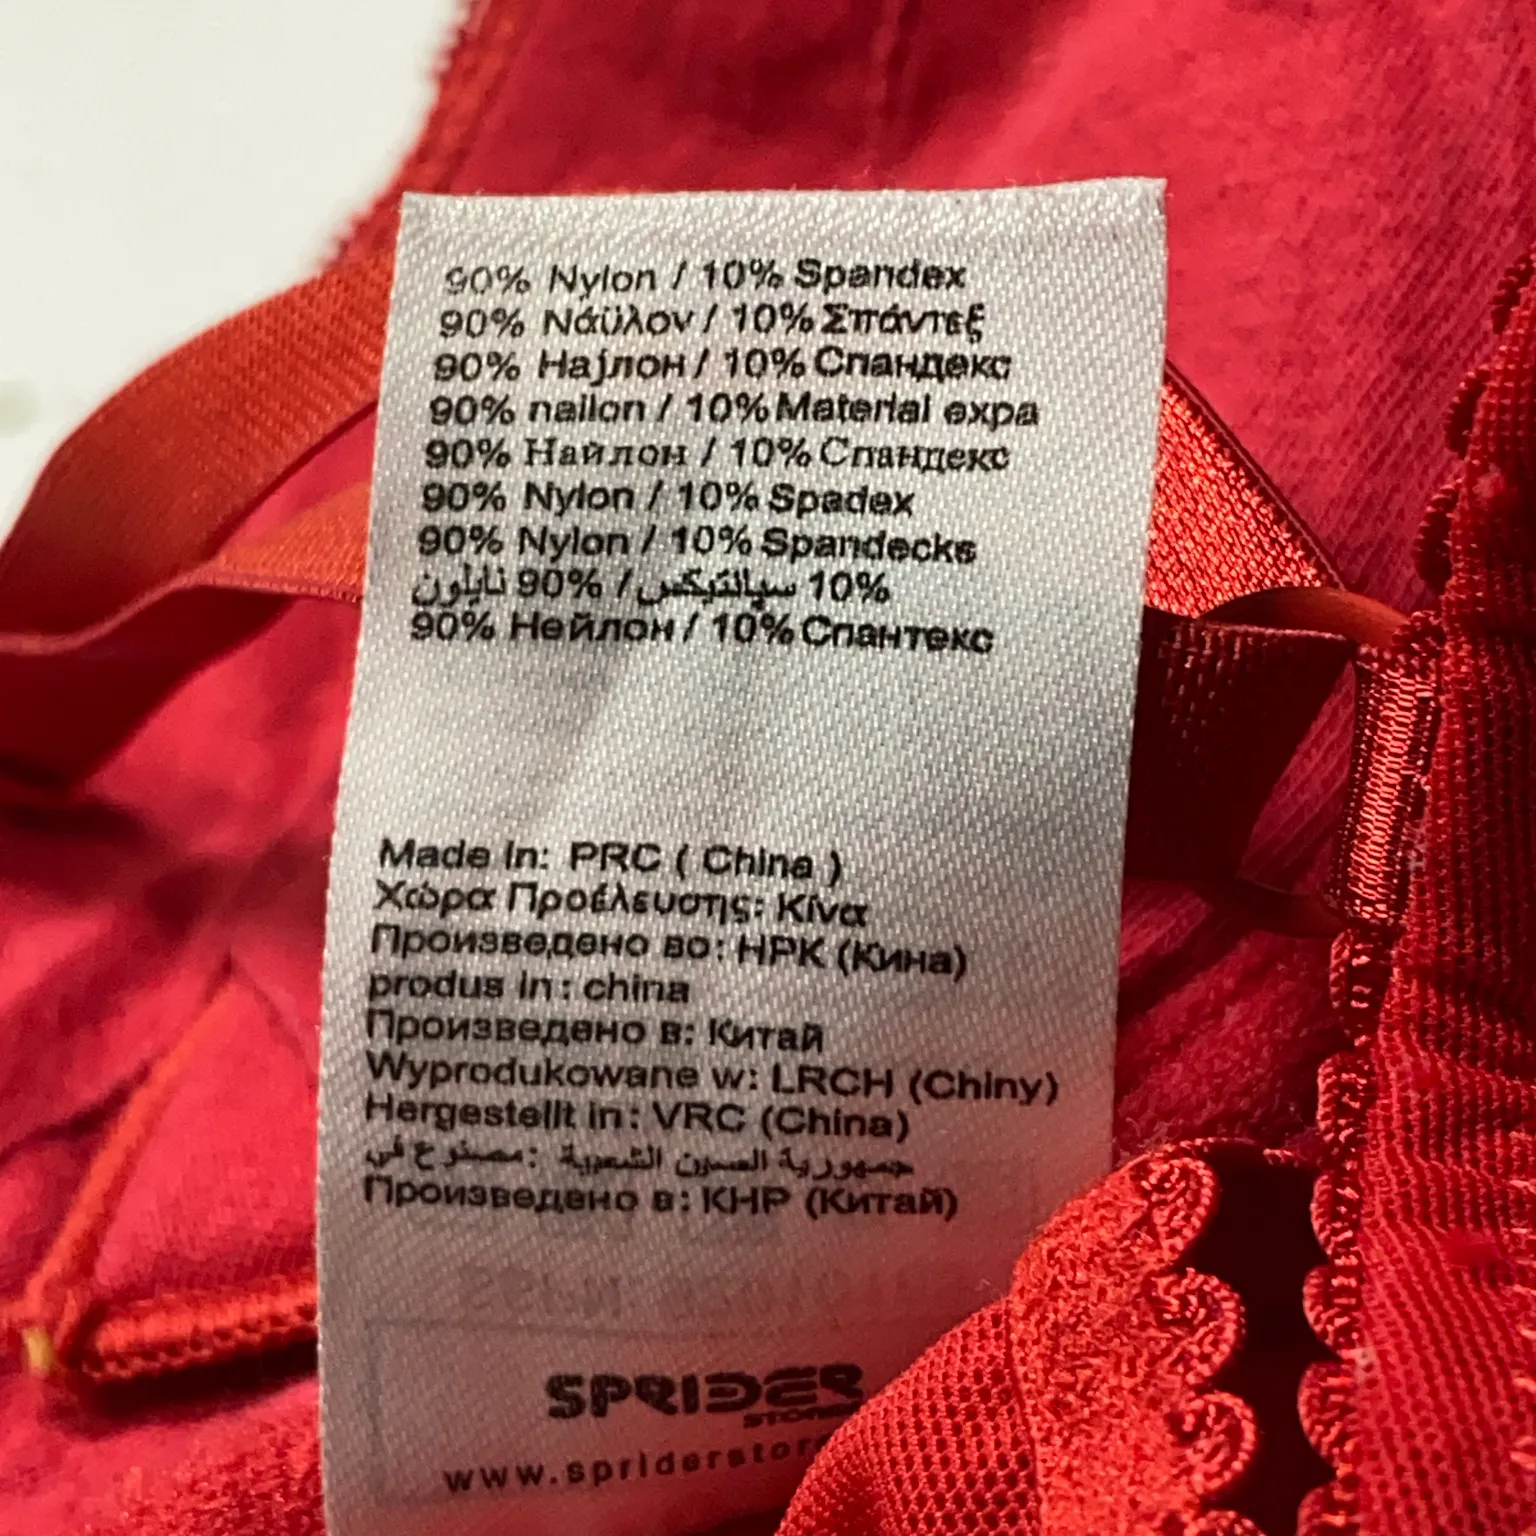 90% Nylon / 10% Spandex
90% Νάϋλον / 10% Σπάντεξ
90% Најлон / 10% Спандекс
90% nailon / 10% Material expa
90% Найлон / 10% Спандекс
90% Nylon / 10% Spadex
90% Nylon / 10% Spandecks
10% سپانتیكس / 90% نایلون
90% Нейлон / 10% Спантекс
Made In: PRC ( China )
Χώρα Προέλευσης: Κίνα
Произведено во: НРК (Кина)
produs in : china
Произведено в: Китай
Wyprodukowane w: LRCH (Chiny)
Hergestellt in: VRC (China)
جمهورية الصين الشعبية :مصنوع في
Произведено в: КНР (Китай)
SPRIDER
STORES
www.spriderstor